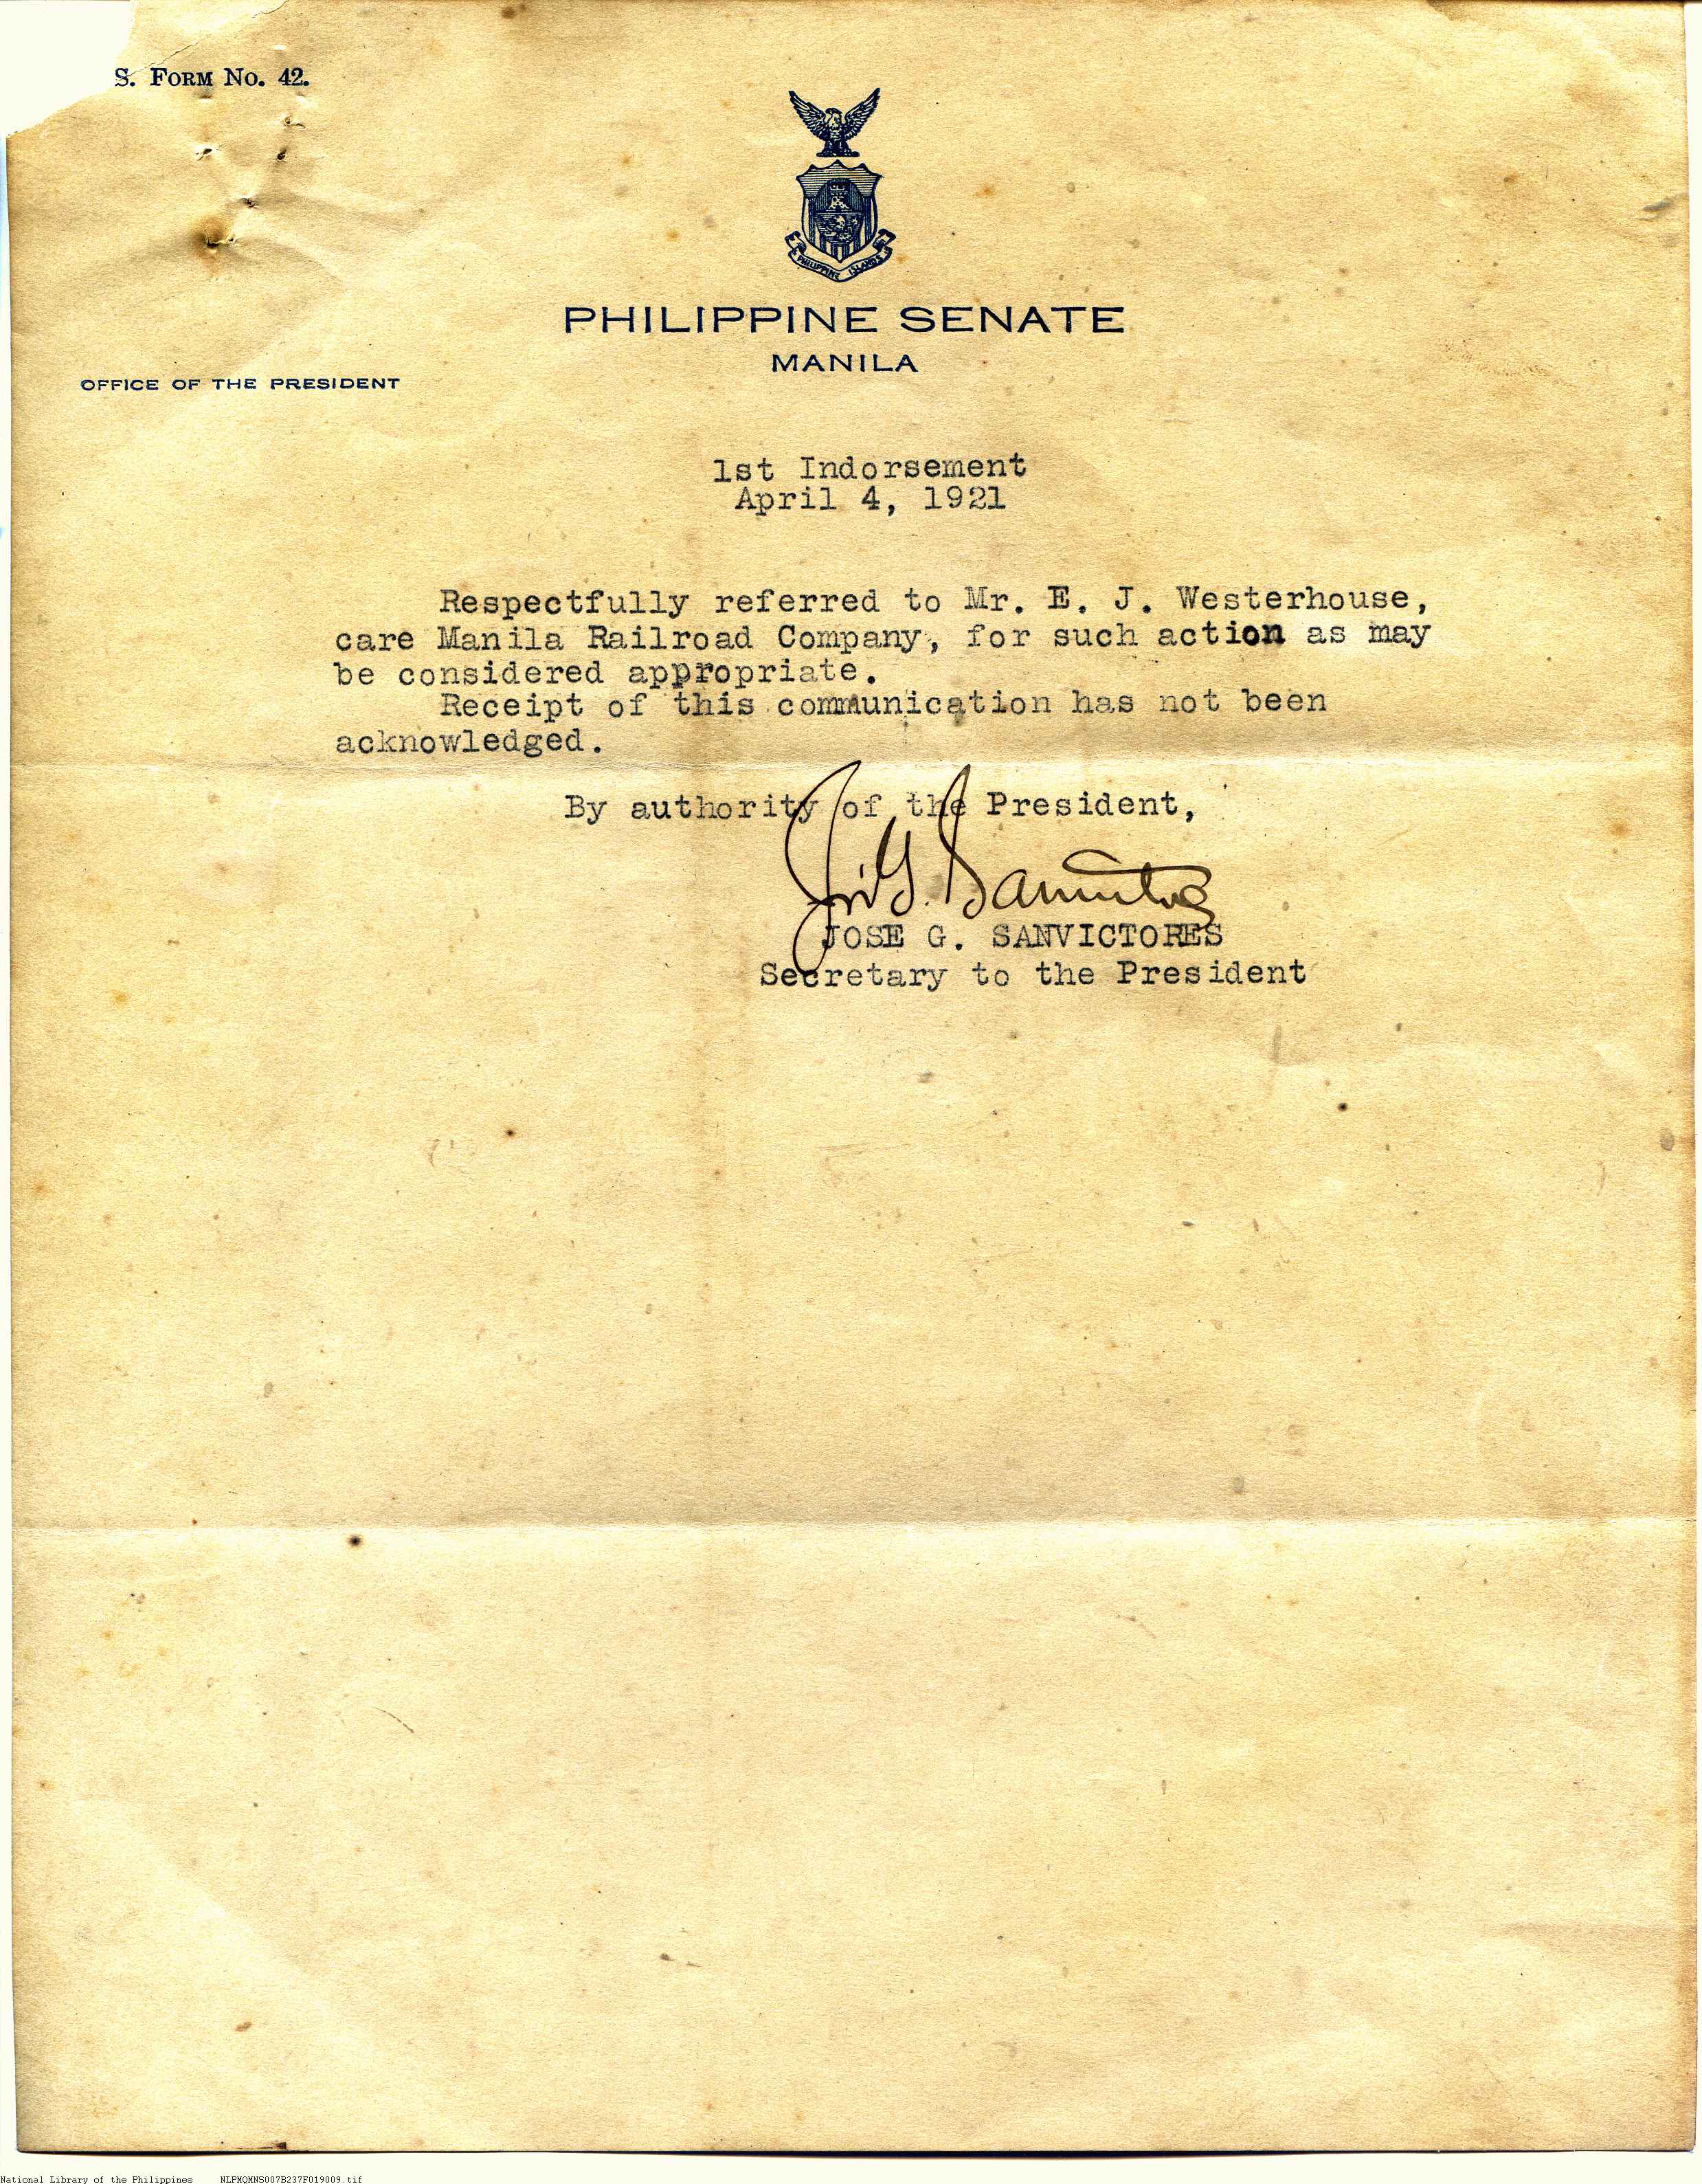 S. FORM NO. 42.
PHILIPPINE ISLANDS
PHILIPPINE SENATE
MANILA
OFFICE OF THE PRESIDENT
1st Indorsement
April 4, 1921
Respectfully referred to Mr. E. J. Westerhouse,
care Manila Railroad Company, for such action as may
be considered appropriate.
Receipt of this communication has not been
acknowledged.
By authority of the President,
JOSE G. SANVICTORES
Secretary to the President
National Library of the Philippines NLPMQMNS007B237F019009.tif